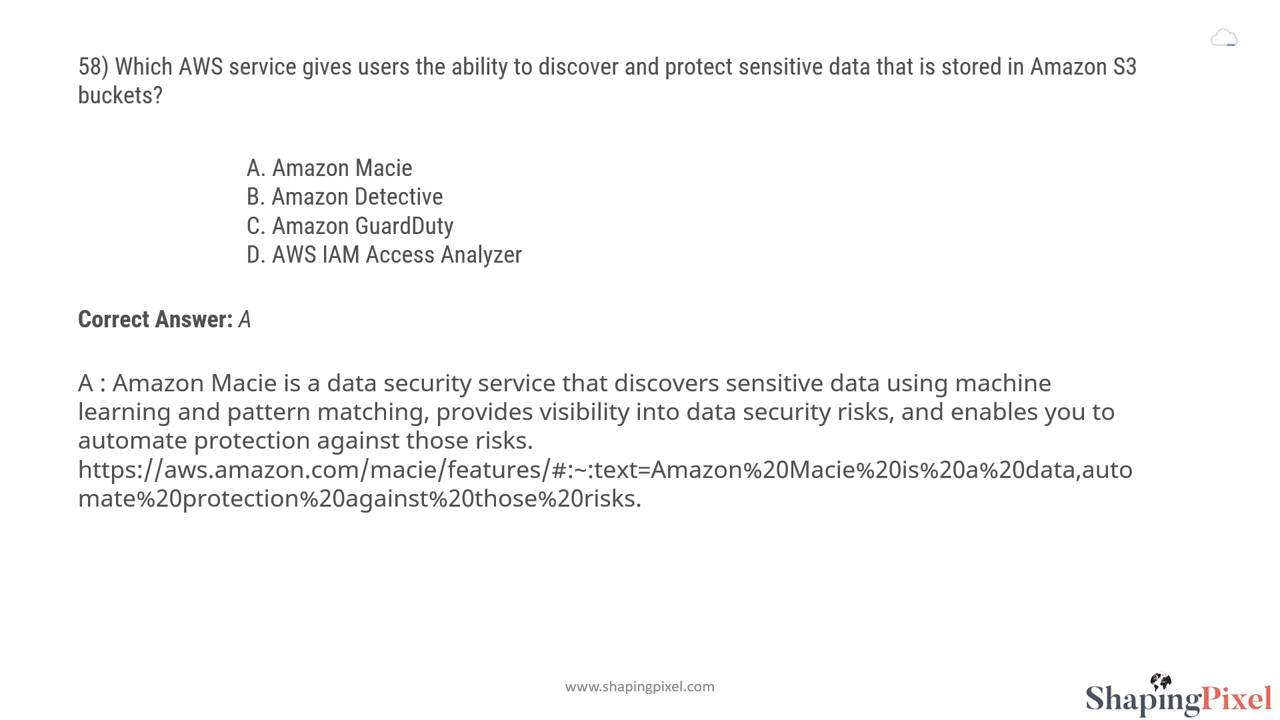 58) Which AWS service gives users the ability to discover and protect sensitive data that is stored in Amazon S3
buckets?
A. Amazon Macie
B. Amazon Detective
C. Amazon GuardDuty
D. AWS IAM Access Analyzer
Correct Answer: A
A : Amazon Macie is a data security service that discovers sensitive data using machine
learning and pattern matching, provides visibility into data security risks, and enables you to
automate protection against those risks.
https://aws.amazon.com/macie/features/#:~:text=Amazon%20Macie%20is%20a%20data,auto
mate%20protection%20against%20those%20risks.
www.shapingpixel.com
ShapingPixel